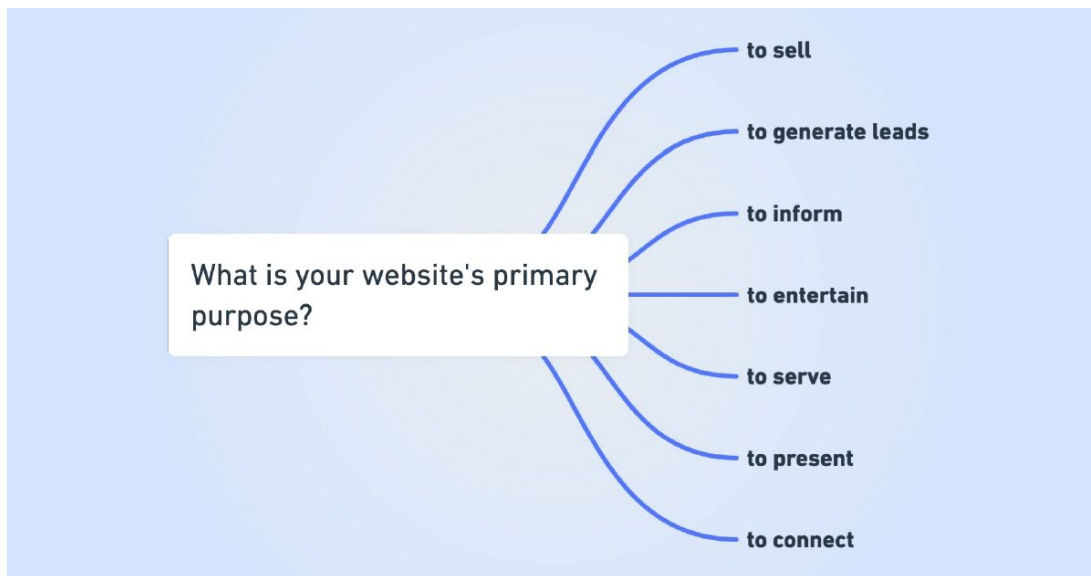 What is your website's primary
purpose?
to sell
to generate leads
to inform
to entertain
to serve
to present
to connect